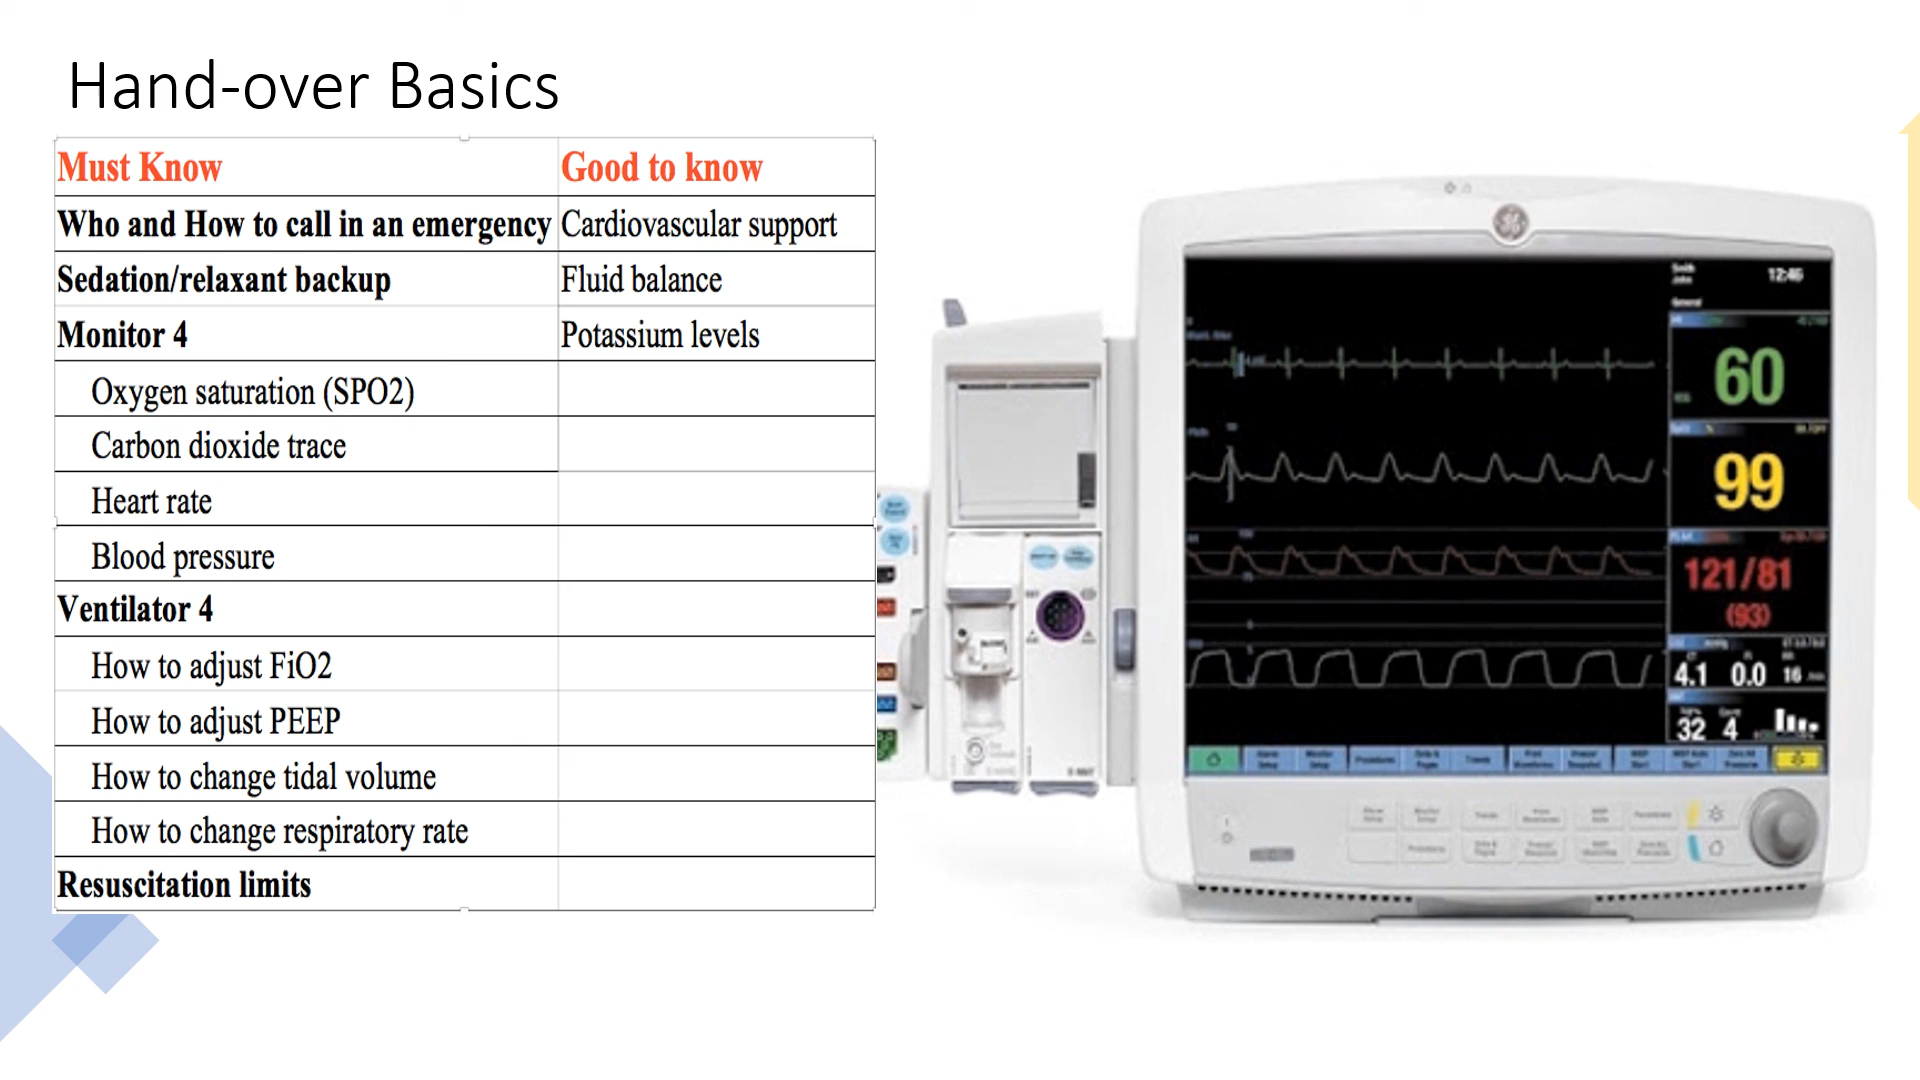 Hand-over Basics
Must Know
Good to know
Who and How to call in an emergency
Cardiovascular support
Sedation/relaxant backup
Fluid balance
Monitor 4
Potassium levels
Oxygen saturation (SPO2)
Carbon dioxide trace
Heart rate
Blood pressure
Ventilator 4
How to adjust FiO2
How to adjust PEEP
How to change tidal volume
How to change respiratory rate
Resuscitation limits
12:46
60
99
121/81
(93)
4.1 0.0 16
32 4